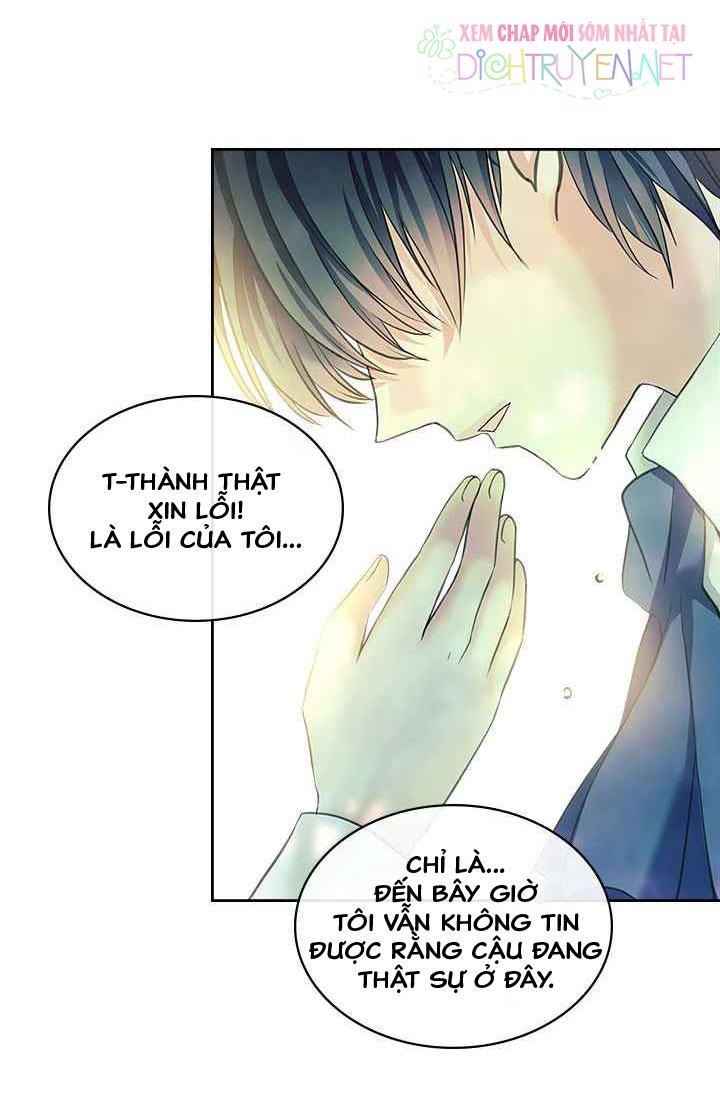 XEM CHAP MỚI SỚM NHẤT TẠI
DICHTRUYEN.NET
T-THÀNH THẬT
XIN LỖI!
LÀ LỖI CỦA TÔI...
CHỈ LÀ...
ĐẾN BÂY GIỜ
TÔI VẪN KHÔNG TIN
ĐƯỢC RẰNG CẬU ĐANG
THẬT SỰ Ở ĐÂY.